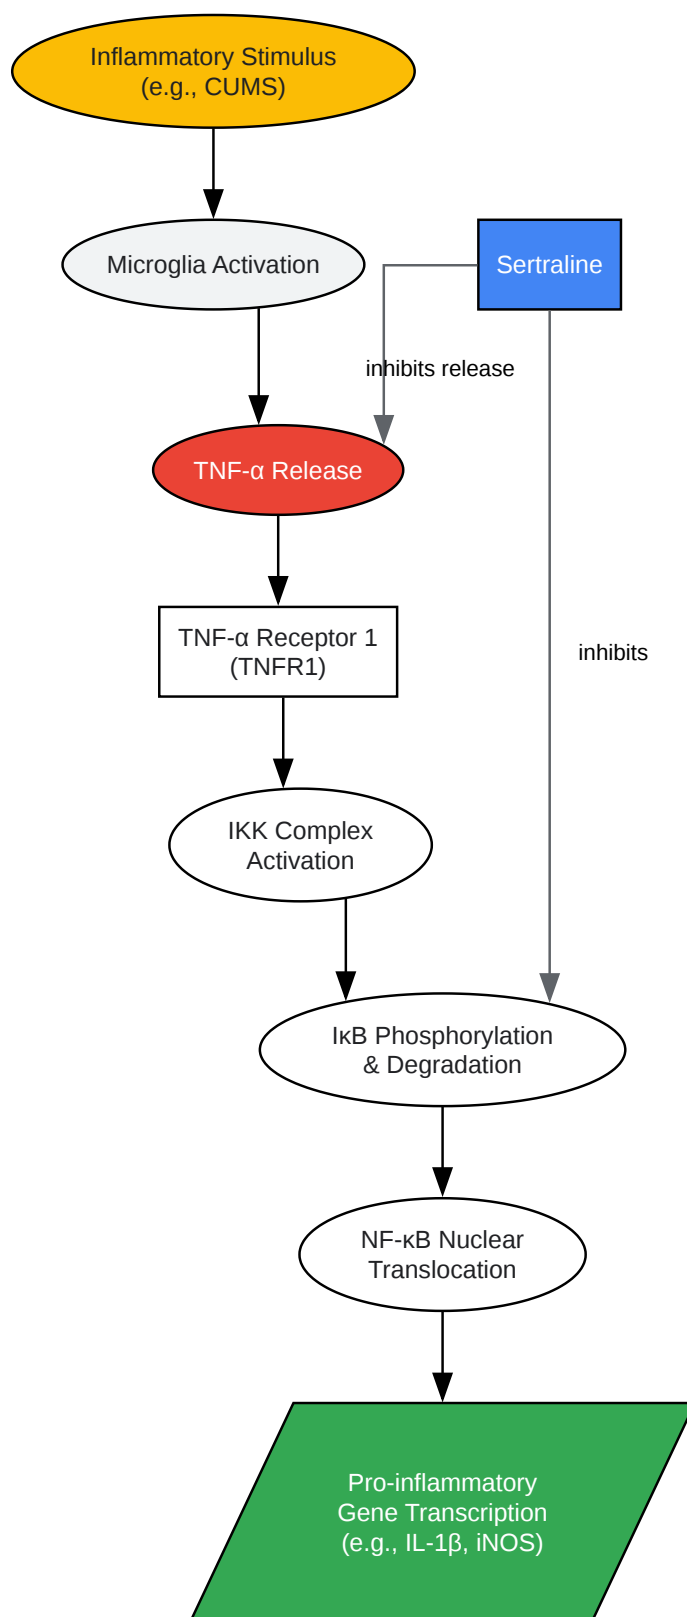 Inflammatory Stimulus
(e.g., CUMS)
Microglia Activation
Sertraline
inhibits release
TNF-α Release
TNF-α Receptor 1
(TNFR1)
inhibits
IKK Complex
Activation
IκB Phosphorylation
& Degradation
NF-κB Nuclear
Translocation
Pro-inflammatory
Gene Transcription
(e.g., IL-1β, iNOS)